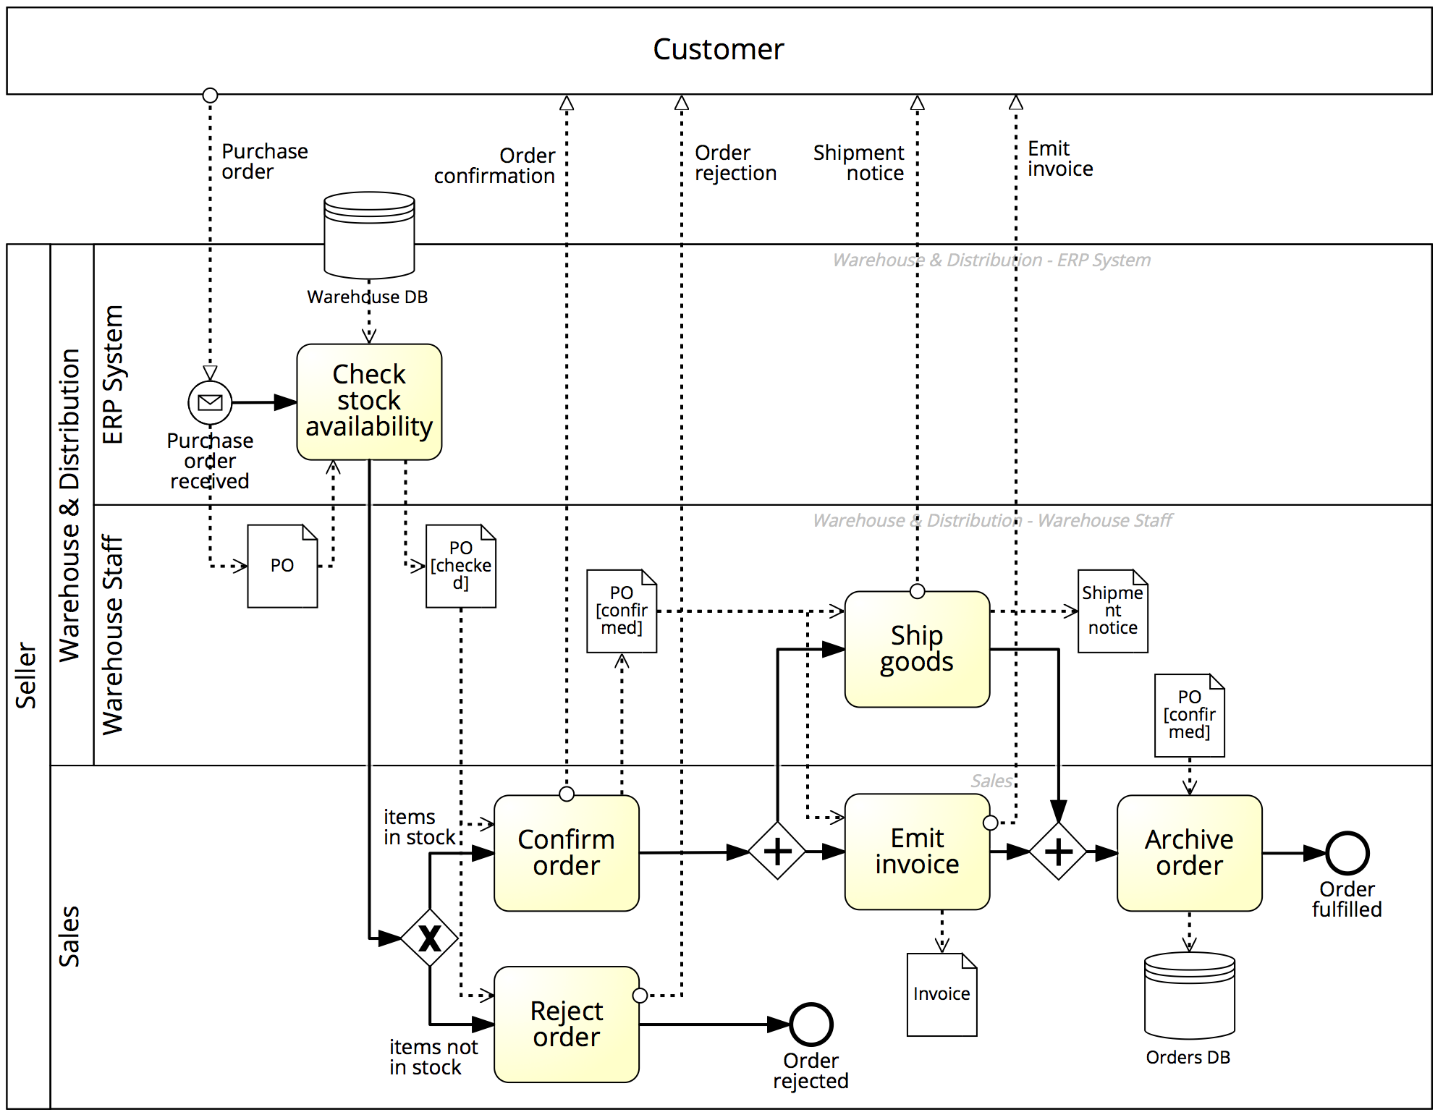 Customer
Purchase
order
Order
confirmation
Order
rejection
Shipment
notice
Emit
invoice
Warehouse & Distribution - ERP System
Warehouse DB
Seller
Warehouse & Distribution
ERP System
Check
stock
availability
Purchase
order
received
Warehouse & Distribution - Warehouse Staff
Warehouse Staff
PO
PO
[checke
d]
PO
[confir
med]
Ship
goods
Shipme
nt
notice
PO
[confir
med]
Sales
Sales
items
in stock
Confirm
order
+
Emit
invoice
+
Archive
order
Order
fulfilled
X
Reject
order
items not
in stock
Order
rejected
Invoice
Orders DB